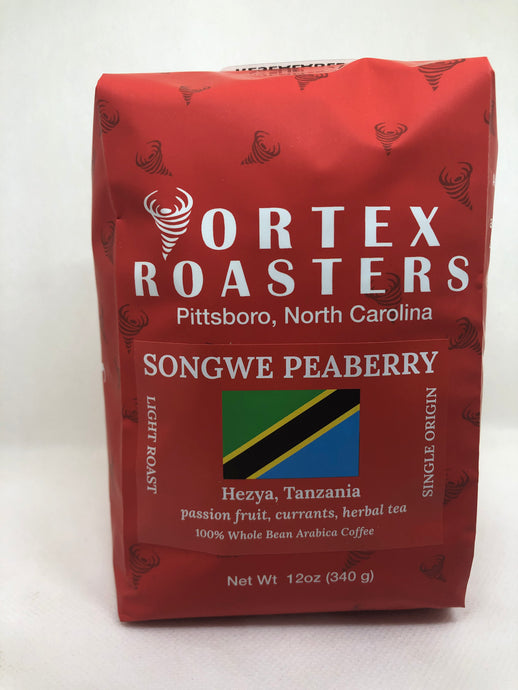 VORTEX
ROASTERS
Pittsboro, North Carolina
SONGWE PEABERRY
LIGHT ROAST
SINGLE ORIGIN
Hezya, Tanzania
passion fruit, currants, herbal tea
100% Whole Bean Arabica Coffee
Net Wt 12oz (340 g)